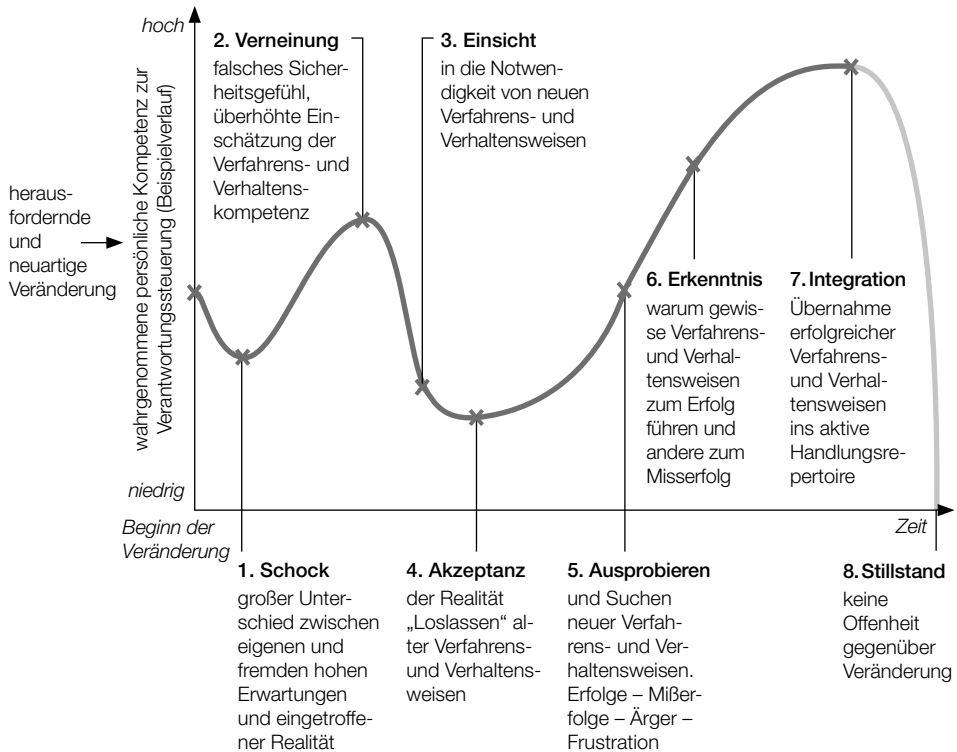 hoch
wahrgenommene persönliche Kompetenz zur
Verantwortungssteuerung (Beispielverlauf)
niedrig
heraus-
fordernde
und
neuartige
Veränderung
Beginn der
Veränderung
Zeit
2. Verneinung
falsches Sicher-
heitsgefühl,
überhöhte Ein-
schätzung der
Verfahrens- und
Verhaltens-
kompetenz
3. Einsicht
in die Notwen-
digkeit von neuen
Verfahrens- und
Verhaltensweisen
6. Erkenntnis
warum gewis-
se Verfahrens-
und Verhal-
tensweisen
zum Erfolg
führen und
andere zum
Misserfolg
7. Integration
Übernahme
erfolgreicher
Verfahrens-
und Verhal-
tensweisen
ins aktive
Handlungsre-
pertoire
1. Schock
großer Unter-
schied zwischen
eigenen und
fremden hohen
Erwartungen
und eingetroffe-
ner Realität
4. Akzeptanz
der Realität
„Loslassen“ al-
ter Verfahrens-
und Verhaltens-
weisen
5. Ausprobieren
und Suchen
neuer Verfah-
rens- und Ver-
haltensweisen.
Erfolge – Mißer-
folge – Ärger –
Frustration
8. Stillstand
keine
Offenheit
gegenüber
Veränderung